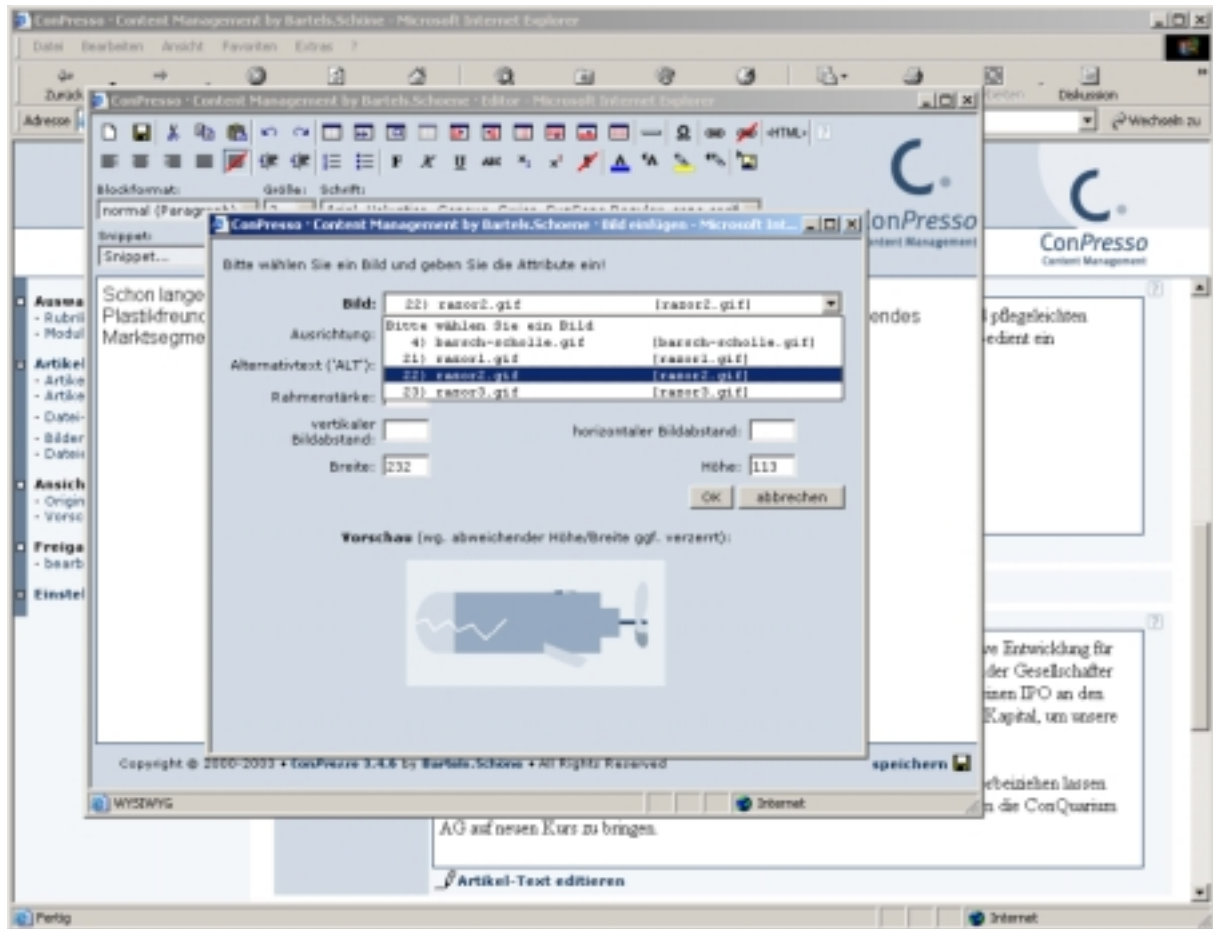 ConPresso · Content Management by Bartels.Schöne - Microsoft Internet Explorer
Datei Bearbeiten Ansicht Favoriten Extras ?
Zurück
Diskussion
Adresse
Wechseln zu
ConPresso · Content Management by Bartels.Schoene · Editor - Microsoft Internet Explorer
<HTML>
Blockformat: Größe: Schrift:
normal (Paragraph)
Snippet:
Snippet...
ConPresso
Content Management
ConPresso
Content Management
ConPresso · Content Management by Bartels.Schoene · Bild einfügen - Microsoft Int...
Bitte wählen Sie ein Bild und geben Sie die Attribute ein!
Bild: 22) razor2.gif [razor2.gif]
Ausrichtung:
Bitte wählen Sie ein Bild
4) barsch-scholle.gif [barsch-scholle.gif]
21) razor1.gif [razor1.gif]
22) razor2.gif [razor2.gif]
23) razor3.gif [razor3.gif]
Alternativtext ('ALT'):
Rahmenstärke:
vertikaler Bildabstand:
horizontaler Bildabstand:
Breite: 232
Höhe: 113
OK abbrechen
Vorschau (wg. abweichender Höhe/Breite ggf. verzerrt):
Schon lange
Plastikfreund
Marktsegme
endes
pflegeleichten
edient ein
Auswa
- Rubri
- Modul
Artikel
- Artike
- Artike
- Datei-
- Bilder
- Datei
Ansich
- Origin
- Vorsc
Freiga
- bearb
Einstel
ve Entwicklung für
der Gesellschafter
einen IPO an den
Kapital, um unsere
rbeiziehen lassen
n die ConQuarium
AG auf neuen Kurs zu bringen.
Copyright © 2000-2003 • ConPresso 3.4.6 by Bartels.Schöne • All Rights Reserved
speichern
WYSIWYG
Internet
Artikel-Text editieren
Fertig
Internet